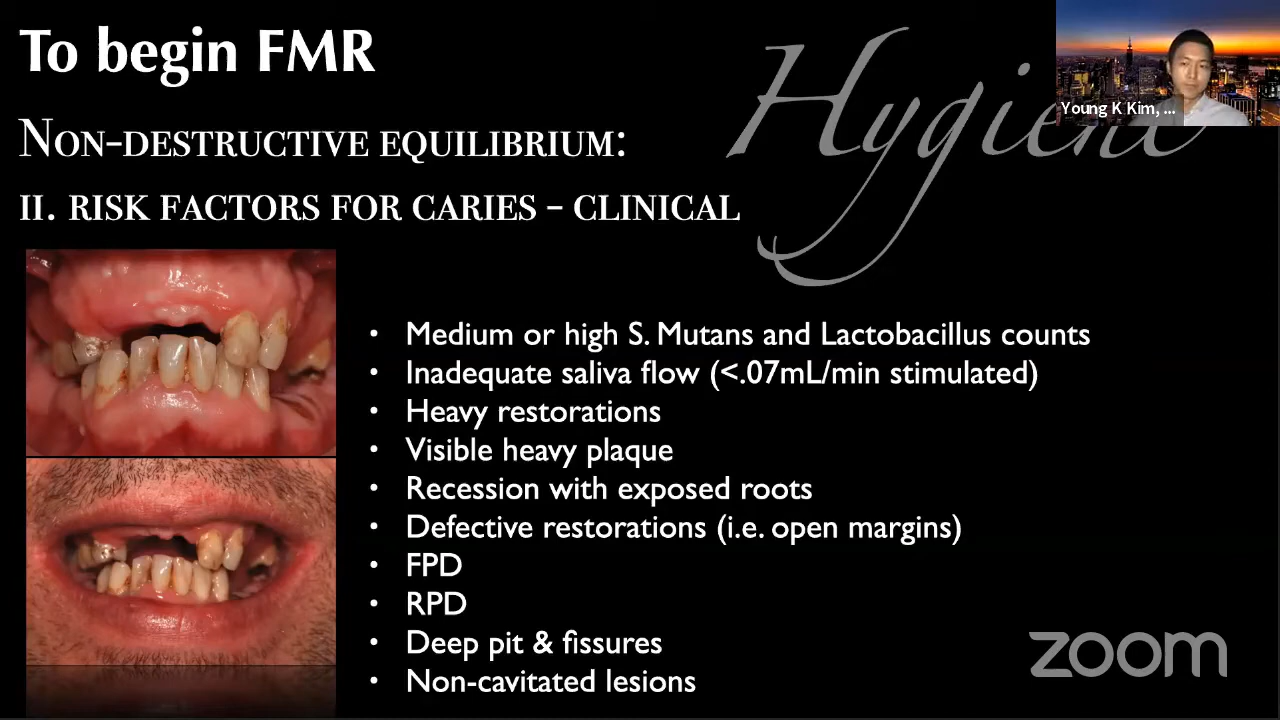 To begin FMR
Hygiene
Young K Kim, ...
Non-destructive equilibrium:
II. risk factors for caries – clinical
• Medium or high S. Mutans and Lactobacillus counts
• Inadequate saliva flow (<.07mL/min stimulated)
• Heavy restorations
• Visible heavy plaque
• Recession with exposed roots
• Defective restorations (i.e. open margins)
• FPD
• RPD
• Deep pit & fissures
• Non-cavitated lesions
zoom